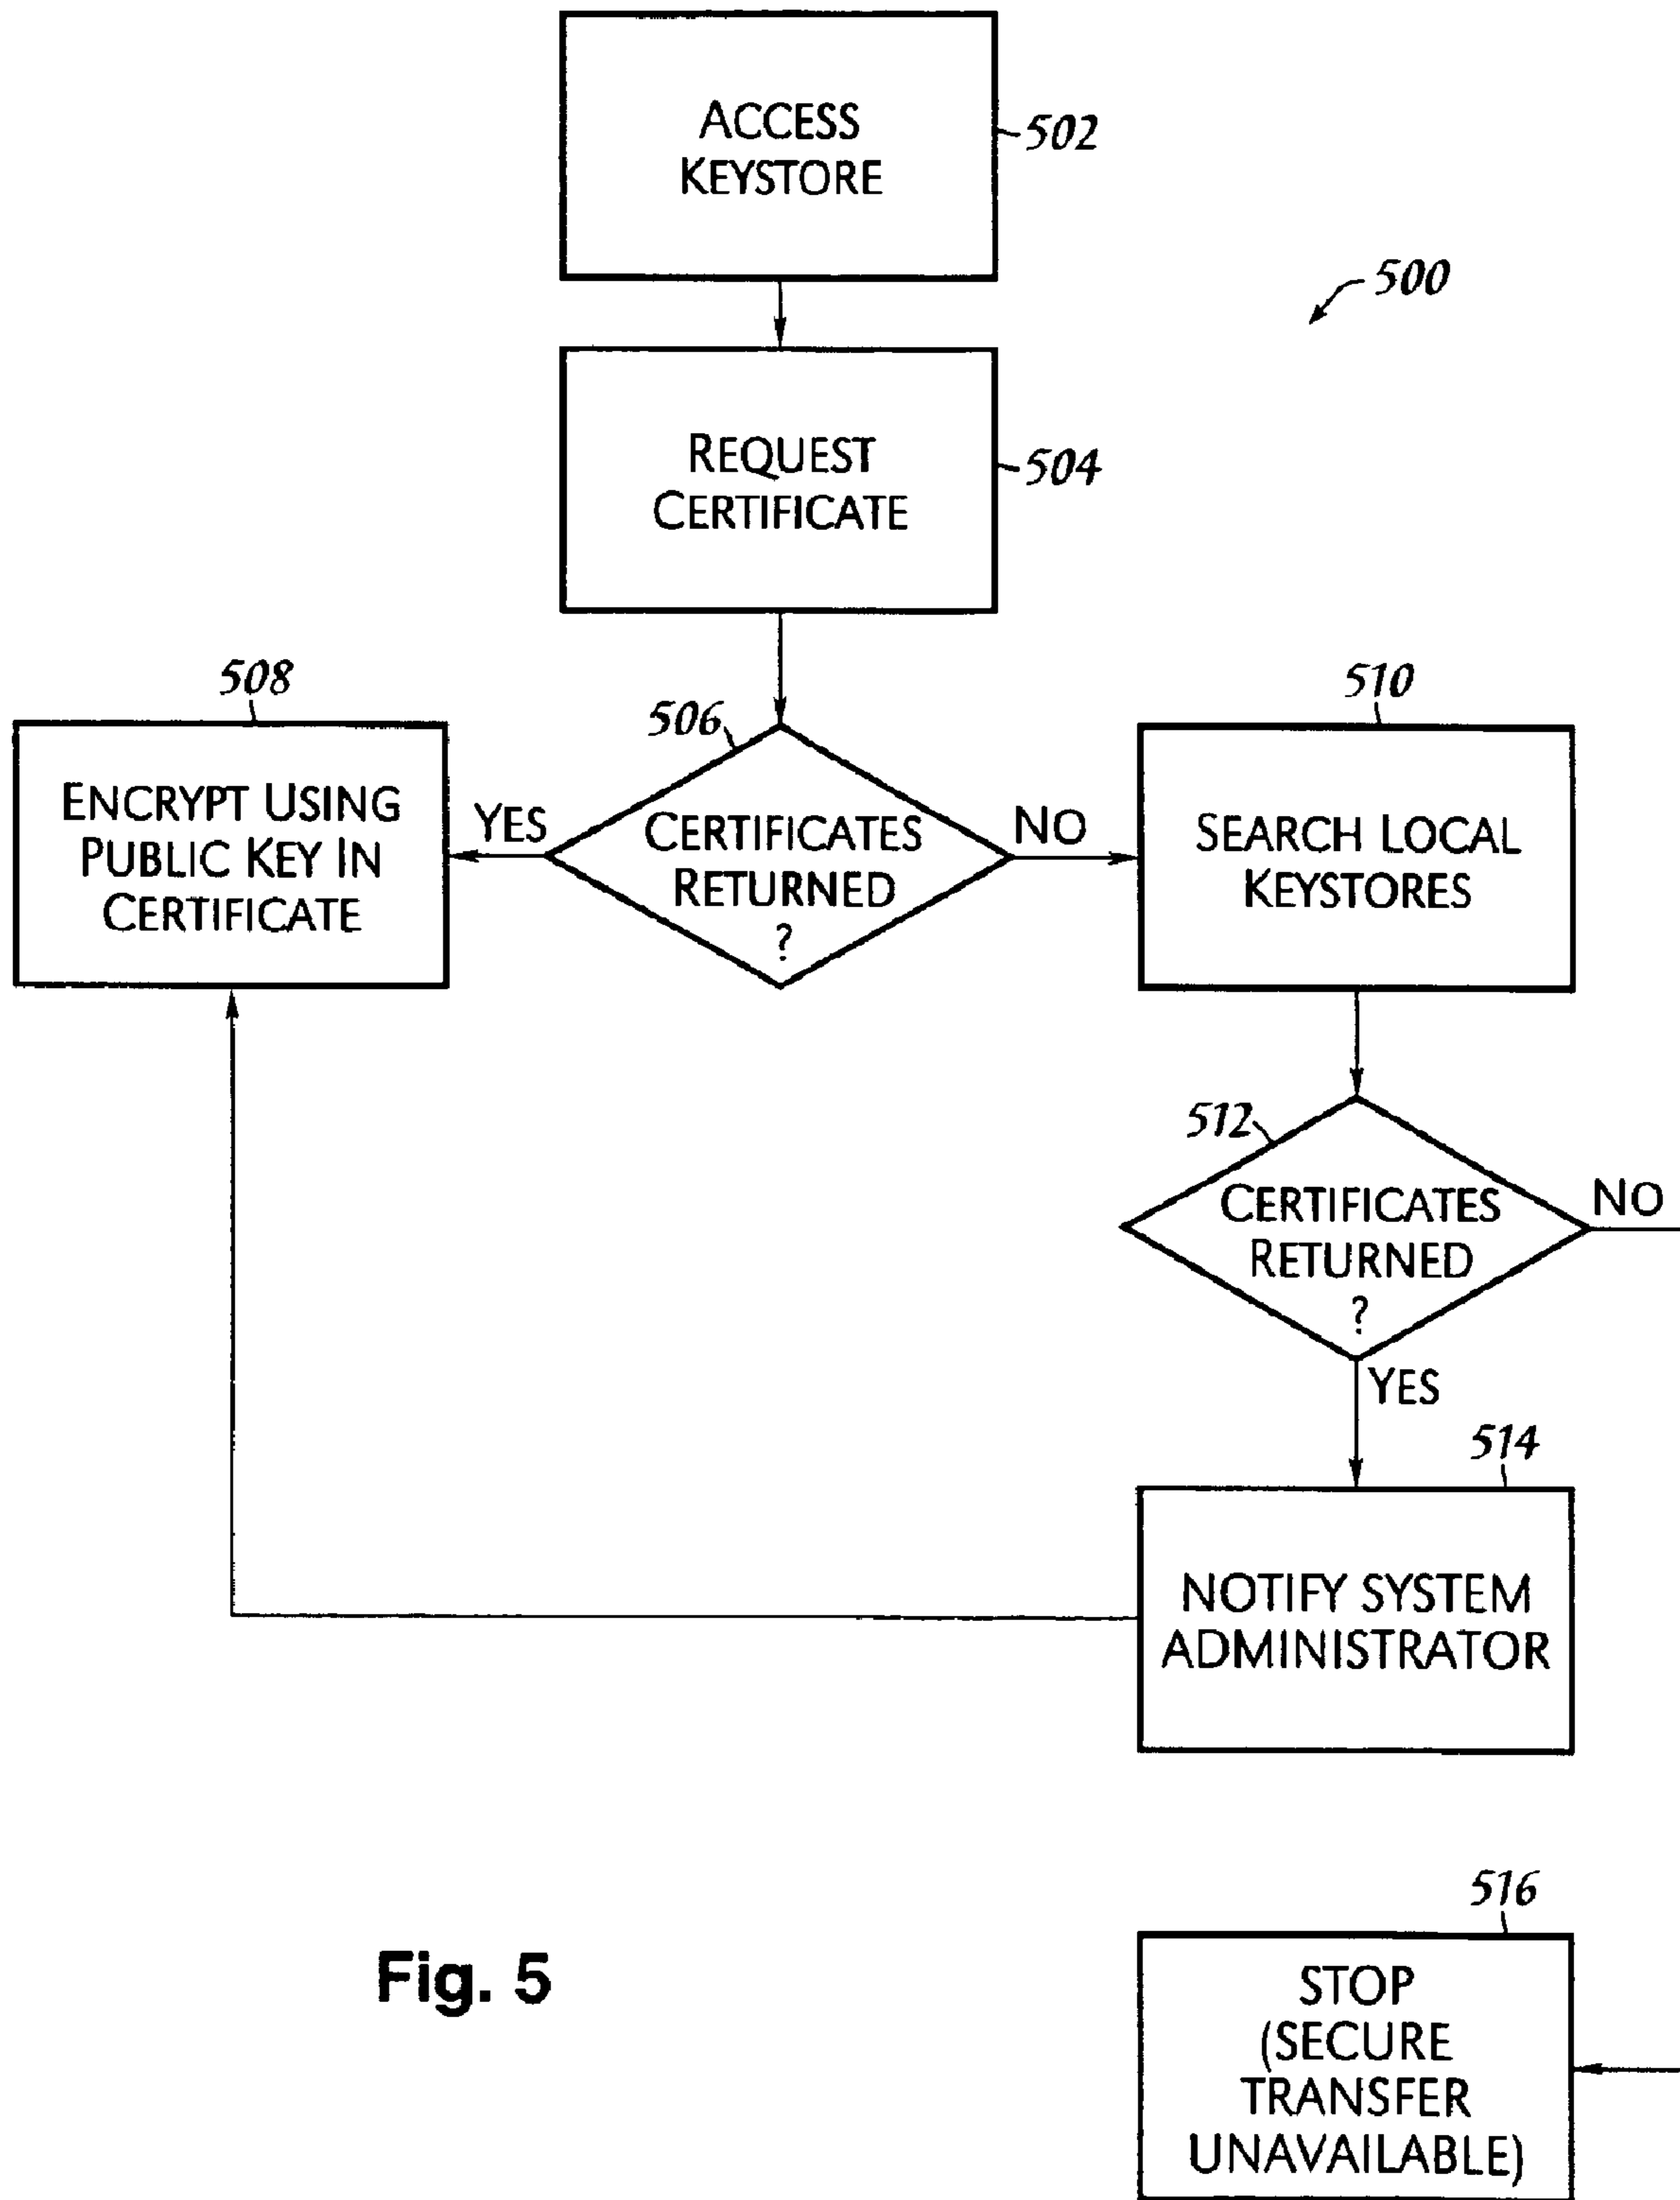 ACCESS
KEYSTORE
502
500
REQUEST
CERTIFICATE
504
508
506
510
ENCRYPT USING
PUBLIC KEY IN
CERTIFICATE
YES
CERTIFICATES
RETURNED
?
NO
SEARCH LOCAL
KEYSTORES
512
CERTIFICATES
RETURNED
?
NO
YES
514
NOTIFY SYSTEM
ADMINISTRATOR
516
Fig. 5
STOP
(SECURE
TRANSFER
UNAVAILABLE)